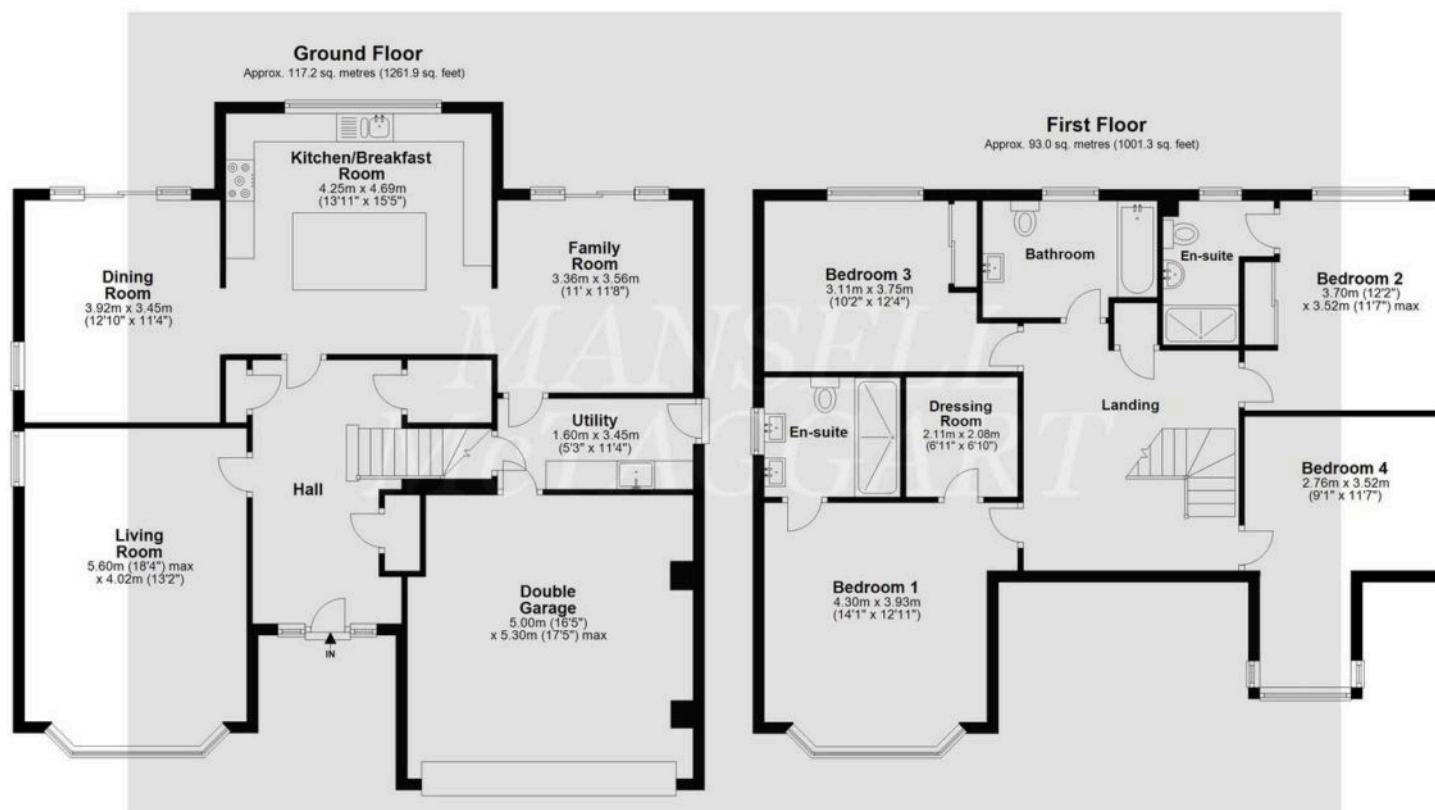 Ground Floor
Approx. 117.2 sq. metres (1261.9 sq. feet)
Kitchen/Breakfast
Room
4.25m x 4.69m
(13'11" x 15'5")
Dining
Room
3.92m x 3.45m
(12'10" x 11'4")
Family
Room
3.36m x 3.56m
(11' x 11'8")
Utility
1.60m x 3.45m
(5'3" x 11'4")
Hall
Living
Room
5.60m (18'4") max
x 4.02m (13'2")
Double
Garage
5.00m (16'5")
x 5.30m (17'5") max
IN
First Floor
Approx. 93.0 sq. metres (1001.3 sq. feet)
Bedroom 3
3.11m x 3.75m
(10'2" x 12'4")
Bathroom
En-suite
Bedroom 2
3.70m (12'2")
x 3.52m (11'7") max
En-suite
Dressing
Room
2.11m x 2.08m
(6'11" x 6'10")
Landing
Bedroom 4
2.76m x 3.52m
(9'1" x 11'7")
Bedroom 1
4.30m x 3.93m
(14'1" x 12'11")
MANSELL
McTAGGART